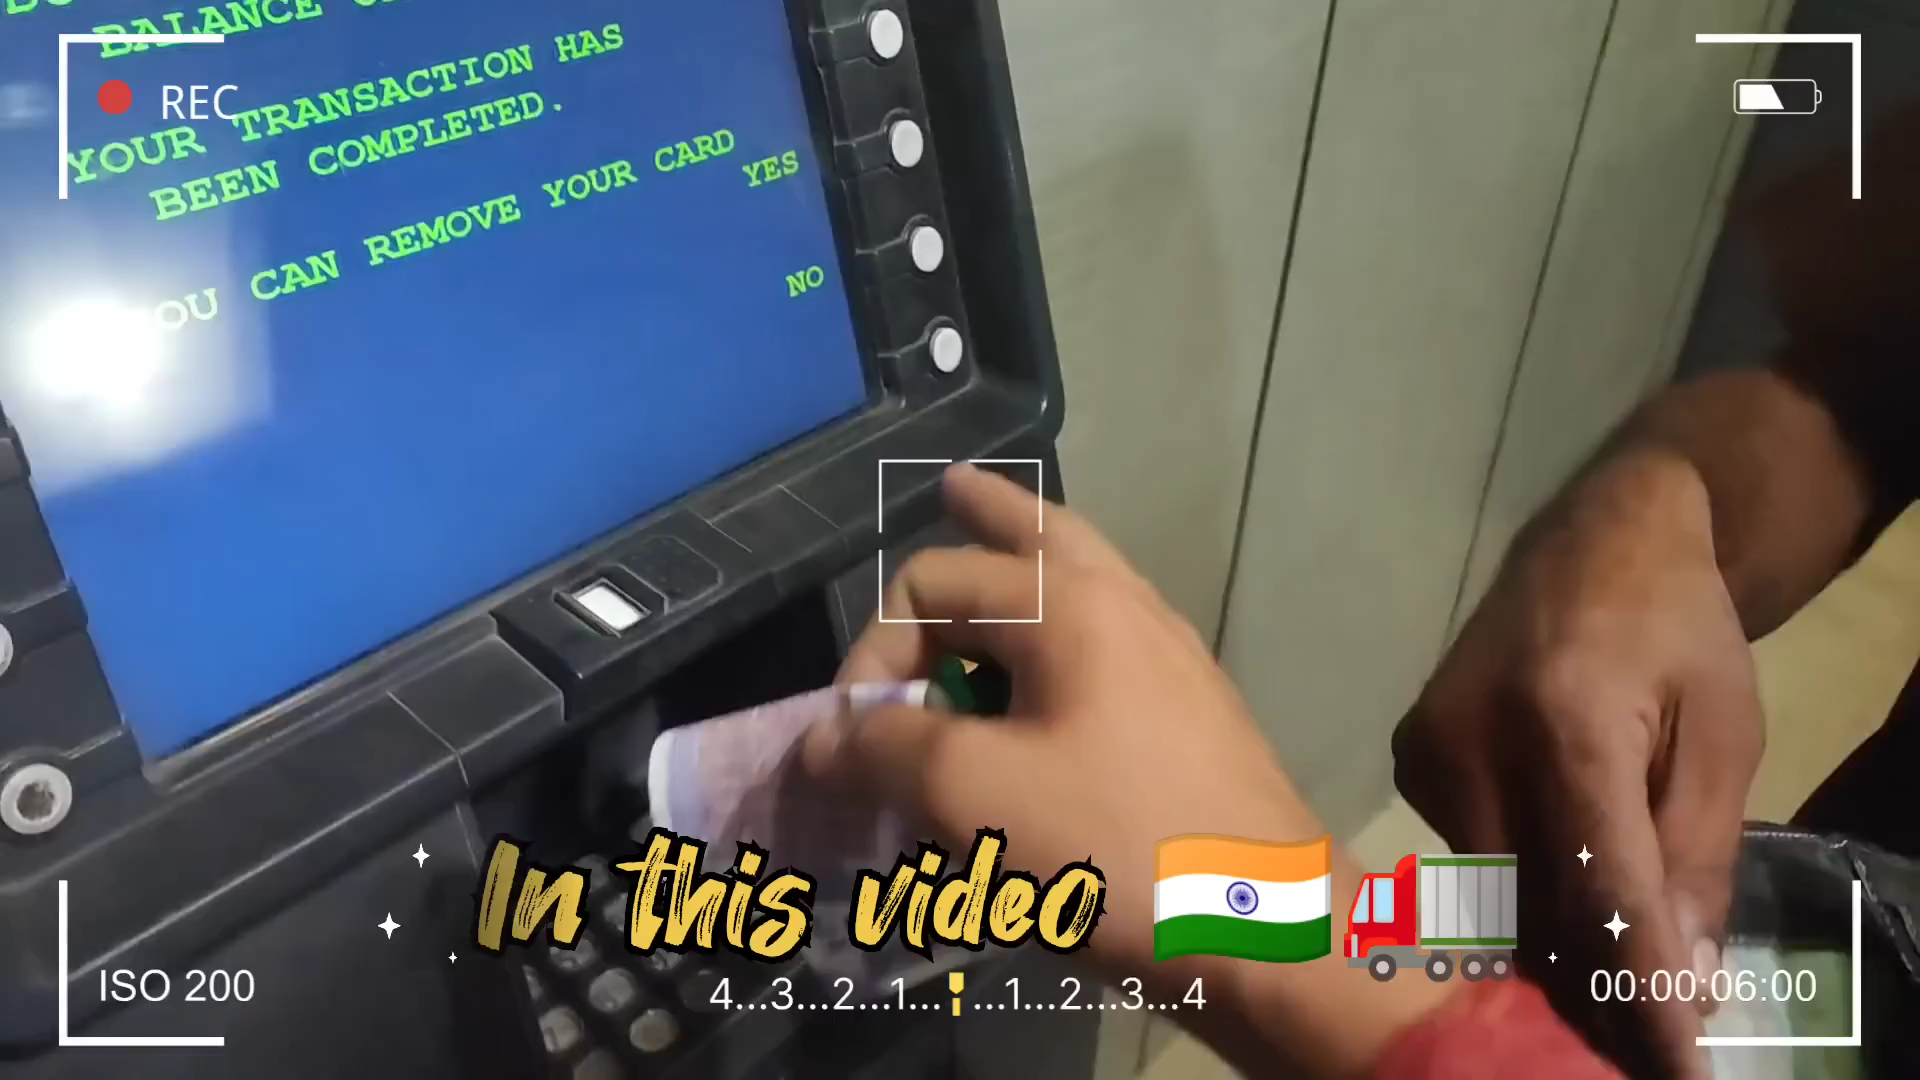 BALANCE
REC
YOUR TRANSACTION HAS
BEEN COMPLETED.
CAN REMOVE YOUR CARD
YES
NO
In this video
ISO 200
4...3...2...1... ...1...2...3...4
00:00:06:00